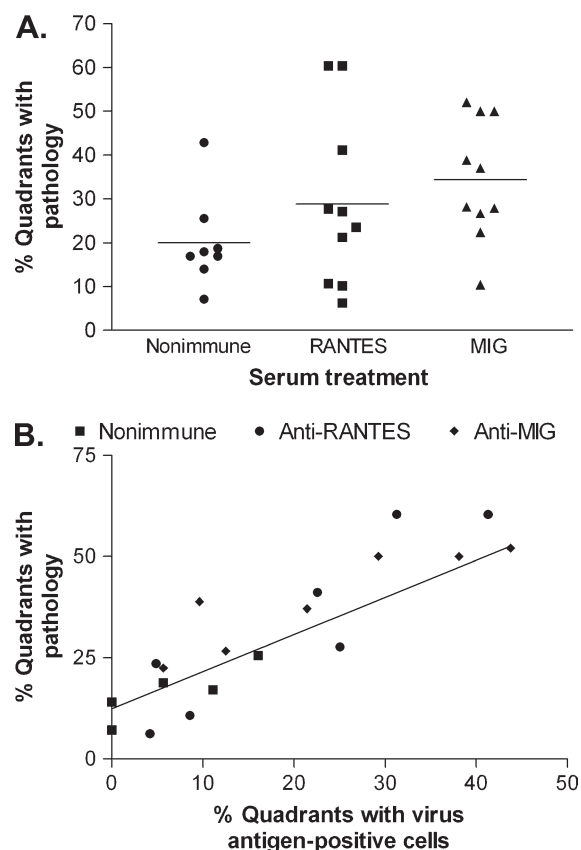 A.
70
60
50
40
30
20
10
0
% Quadrants with
pathology
Nonimmune RANTES MIG
Serum treatment
B.
Nonimmune Anti-RANTES Anti-MIG
75
50
25
0
% Quadrants with
pathology
0 10 20 30 40 50
% Quadrants with virus
antigen-positive cells